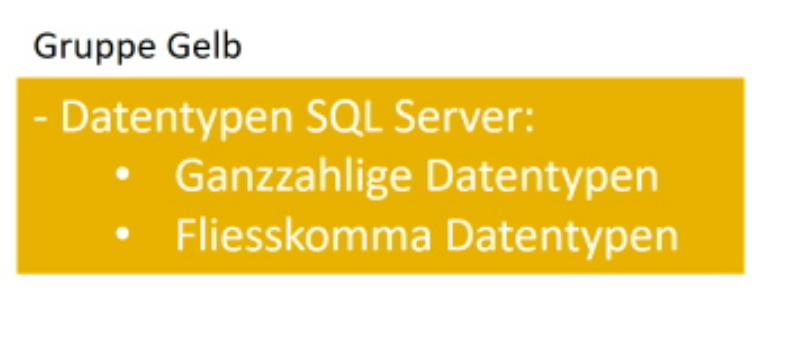 Gruppe Gelb
- Datentypen SQL Server:
• Ganzzahlige Datentypen
• Fliesskomma Datentypen